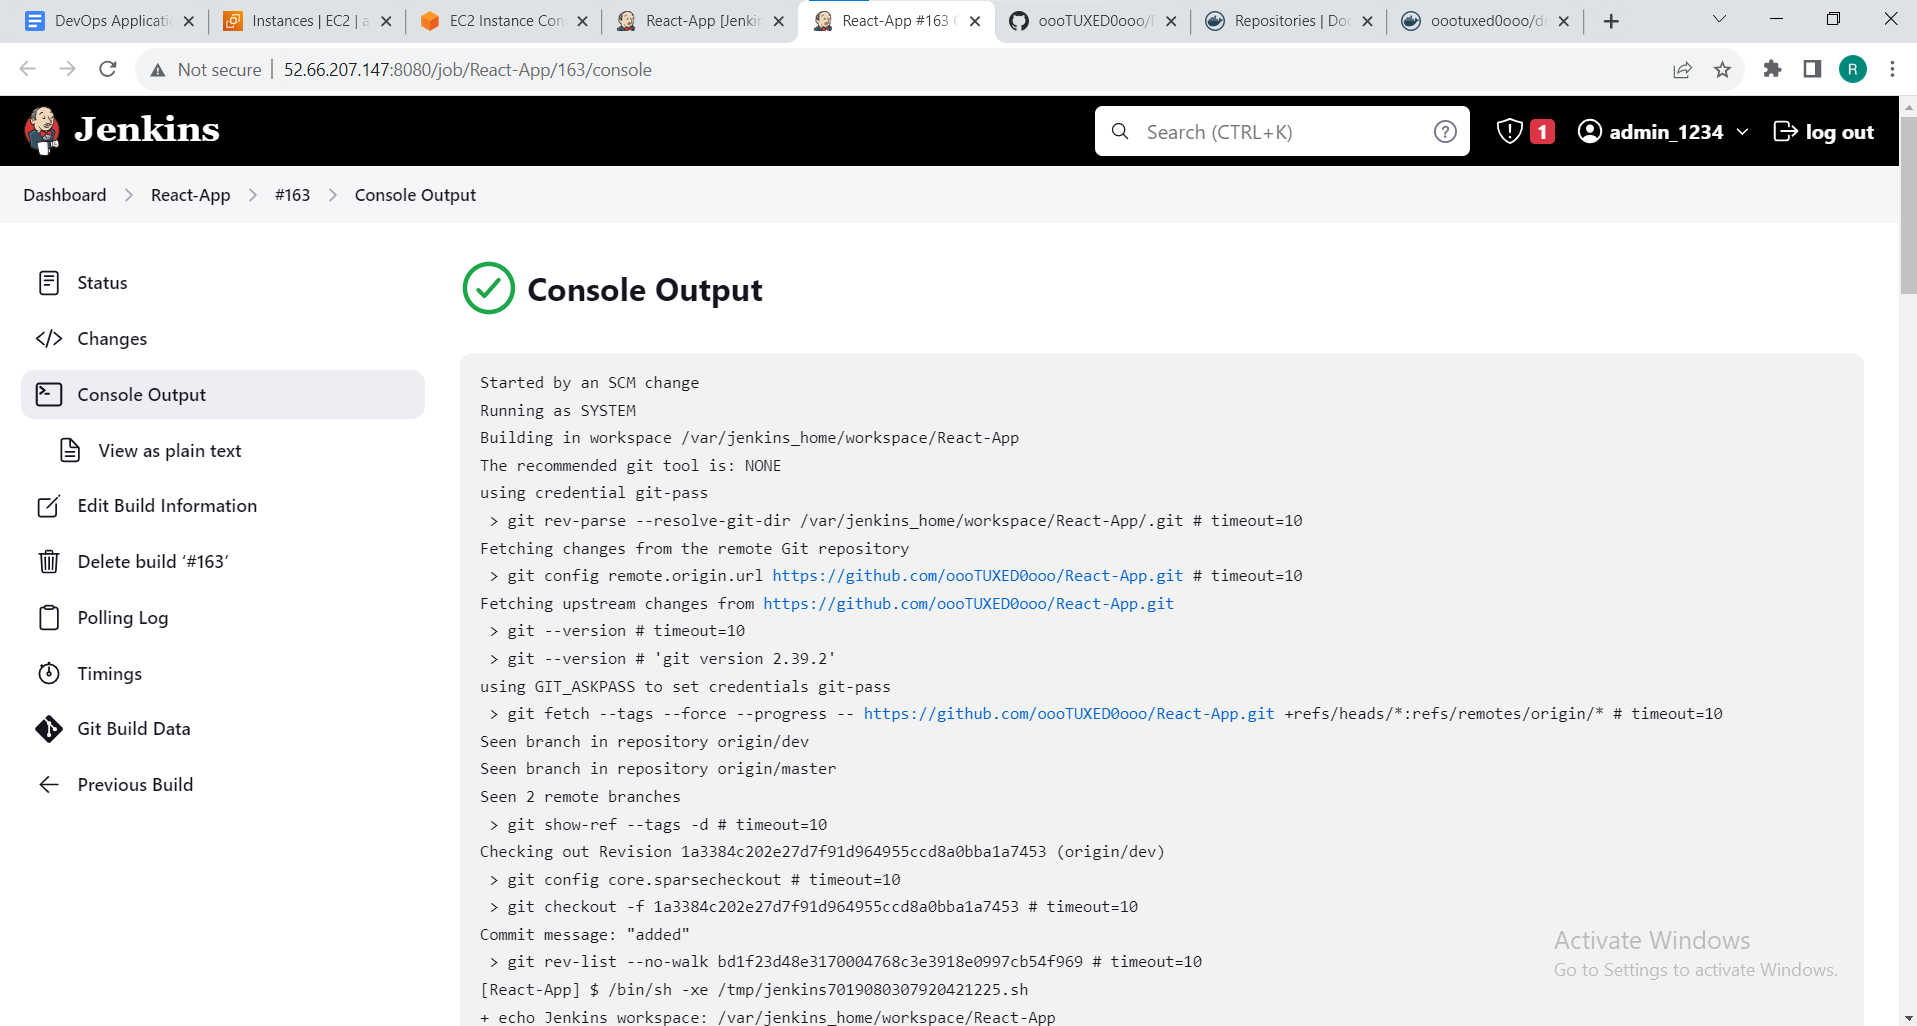 DevOps Applicatio
Instances | EC2 | a
EC2 Instance Con
React-App [Jenkin
React-App #163 C
oooTUXED0ooo/
Repositories | Doc
oootuxed0ooo/de
Not secure
52.66.207.147:8080/job/React-App/163/console
R
Jenkins
Search (CTRL+K)
?
1
admin_1234
log out
Dashboard
React-App
#163
Console Output
Status
Changes
Console Output
View as plain text
Edit Build Information
Delete build ‘#163’
Polling Log
Timings
Git Build Data
Previous Build
Console Output
Started by an SCM change
Running as SYSTEM
Building in workspace /var/jenkins_home/workspace/React-App
The recommended git tool is: NONE
using credential git-pass
> git rev-parse --resolve-git-dir /var/jenkins_home/workspace/React-App/.git # timeout=10
Fetching changes from the remote Git repository
> git config remote.origin.url https://github.com/oooTUXED0ooo/React-App.git # timeout=10
Fetching upstream changes from https://github.com/oooTUXED0ooo/React-App.git
> git --version # timeout=10
> git --version # 'git version 2.39.2'
using GIT_ASKPASS to set credentials git-pass
> git fetch --tags --force --progress -- https://github.com/oooTUXED0ooo/React-App.git +refs/heads/*:refs/remotes/origin/* # timeout=10
Seen branch in repository origin/dev
Seen branch in repository origin/master
Seen 2 remote branches
> git show-ref --tags -d # timeout=10
Checking out Revision 1a3384c202e27d7f91d964955ccd8a0bba1a7453 (origin/dev)
> git config core.sparsecheckout # timeout=10
> git checkout -f 1a3384c202e27d7f91d964955ccd8a0bba1a7453 # timeout=10
Commit message: "added"
> git rev-list --no-walk bd1f23d48e3170004768c3e3918e0997cb54f969 # timeout=10
[React-App] $ /bin/sh -xe /tmp/jenkins7019080307920421225.sh
+ echo Jenkins workspace: /var/jenkins_home/workspace/React-App
Activate Windows
Go to Settings to activate Windows.